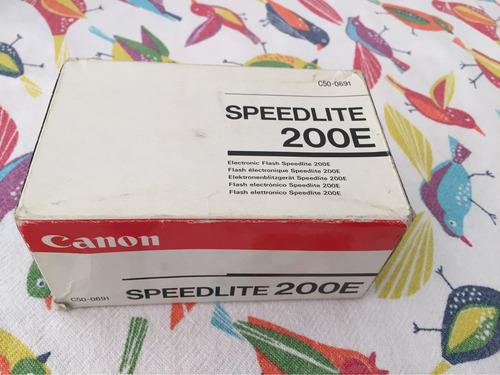 C50-0691
SPEEDLITE
200E
Electronic Flash Speedlite 200E
Flash électronique Speedlite 200E
Elektronenblitzgerät Speedlite 200E
Flash electrónico Speedlite 200E
Flash elettronico Speedlite 200E
Canon
C50-0691
SPEEDLITE 200E